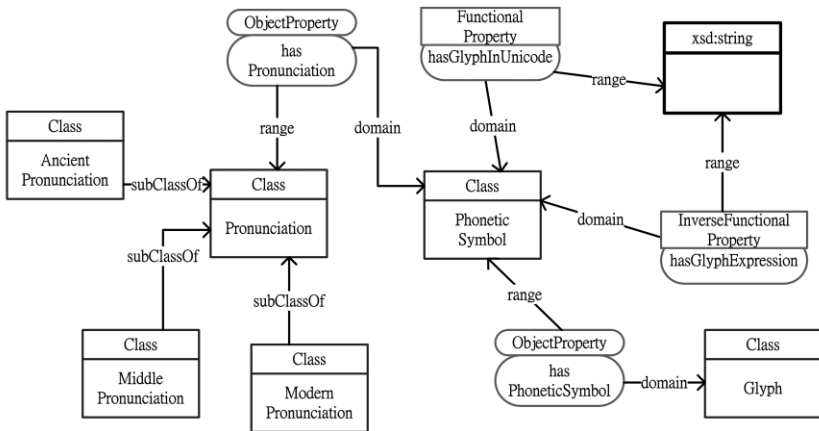 ObjectProperty
has
Pronunciation
Functional
Property
hasGlyphInUnicode
xsd:string
range
range
domain
domain
range
Class
Ancient
Pronunciation
subClassOf
Class
Pronunciation
Class
Phonetic
Symbol
domain
InverseFunctional
Property
hasGlyphExpression
subClassOf
subClassOf
range
Class
Middle
Pronunciation
Class
Modern
Pronunciation
ObjectProperty
has
PhoneticSymbol
domain
Class
Glyph